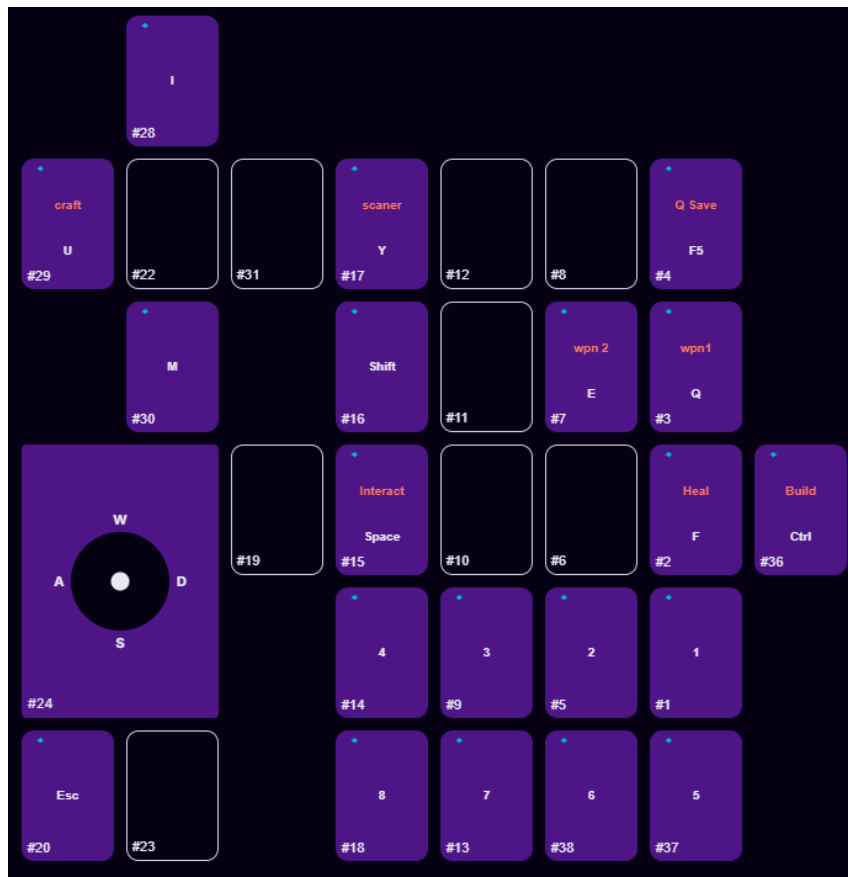 I
#28
craft
U
#29
#22
#31
scaner
Y
#17
#12
#8
Q Save
F5
#4
M
#30
Shift
#16
#11
wpn 2
E
#7
wpn1
Q
#3
W
A
D
S
#24
#19
Interact
Space
#15
#10
#6
Heal
F
#2
Build
Ctrl
#36
4
#14
3
#9
2
#5
1
#1
Esc
#20
#23
8
#18
7
#13
6
#38
5
#37